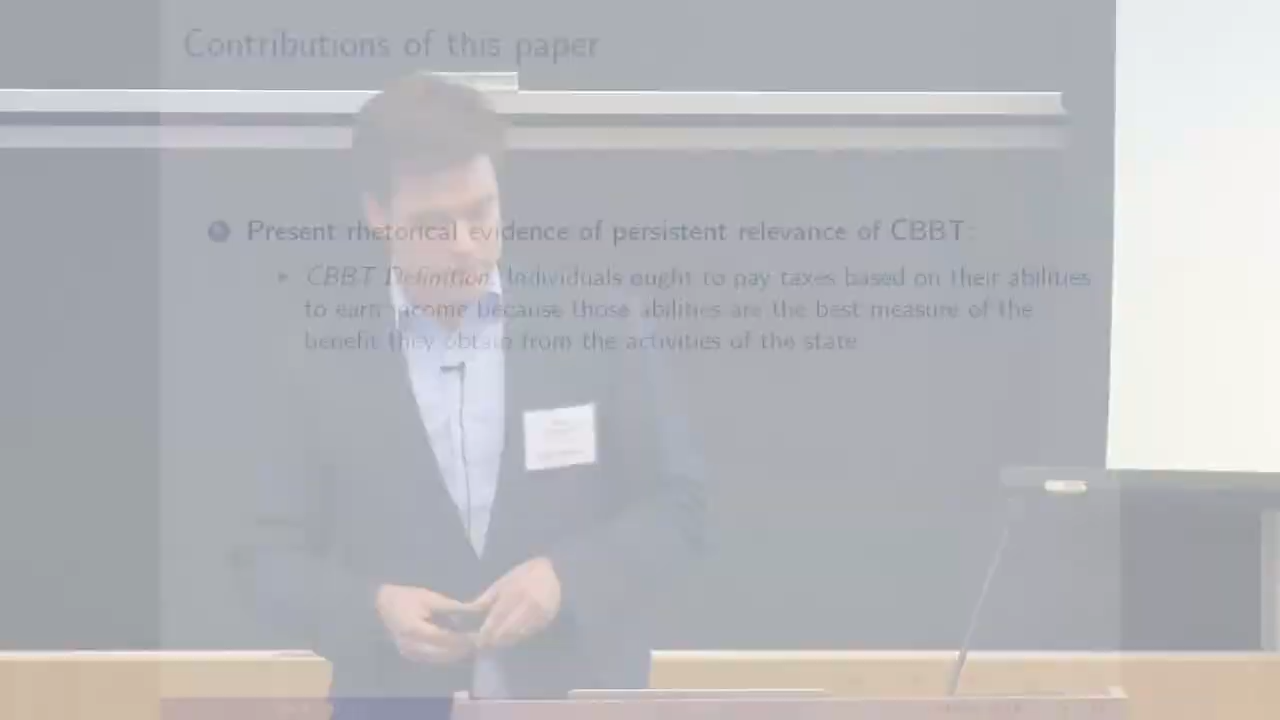 Contributions of this paper
Present rhetorical evidence of persistent relevance of CBBT:
CBBT Definition: Individuals ought to pay taxes based on their abilities
to earn income because those abilities are the best measure of the
benefit they obtain from the activities of the state